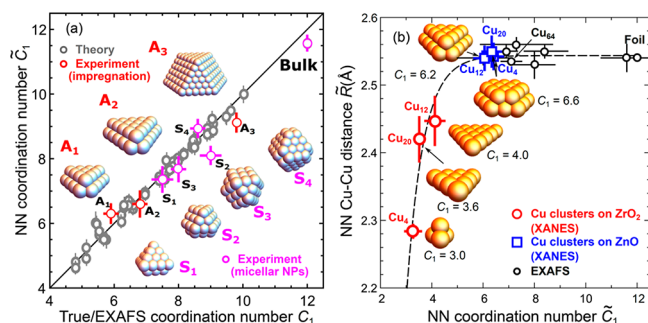 (a)
Theory
Experiment
(impregnation)
A₃
Bulk
A₂
A₁
S₄
A₃
S₂
S₄
A₁
A₂
S₁
S₃
S₃
S₂
S₁
Experiment
(micellar NPs)
NN coordination number C̃₁
True/EXAFS coordination number C₁
4
6
8
10
12
4
6
8
10
12
(b)
Cu₂₀
Cu₆₄
Foil
Cu₁₂
Cu₄
C₁ = 6.2
C₁ = 6.6
Cu₁₂
Cu₂₀
C₁ = 4.0
C₁ = 3.6
Cu₄
C₁ = 3.0
Cu clusters on ZrO₂
(XANES)
Cu clusters on ZnO
(XANES)
EXAFS
NN Cu-Cu distance R̃(Å)
NN coordination number C̃₁
2.6
2.5
2.4
2.3
2.2
2
4
6
8
10
12